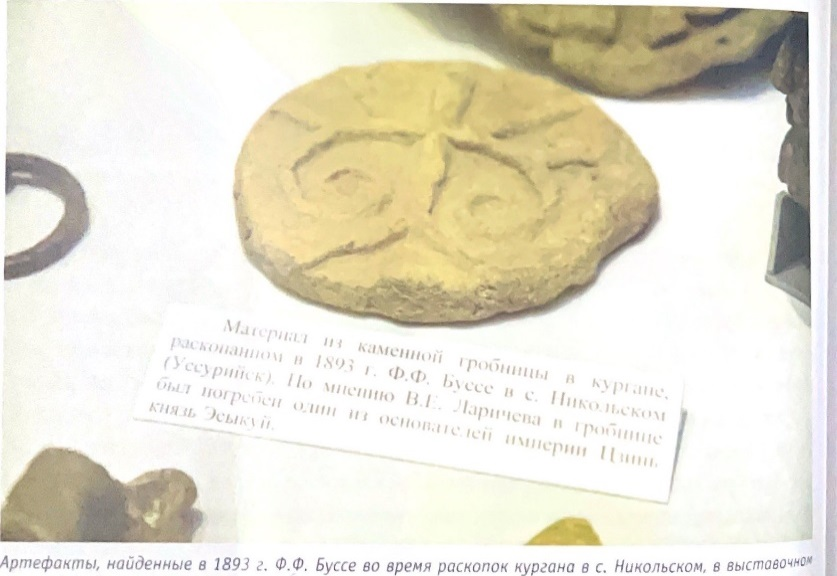 Материал из каменной гробницы в кургане,
раскопанном в 1893 г. Ф.Ф. Буссе в с. Никольском
(Уссурийск). По мнению В.Е. Ларичева в гробнице
был погребен один из основателей империи Цзинь
князь Эсыкуй.
Артефакты, найденные в 1893 г. Ф.Ф. Буссе во время раскопок кургана в с. Никольском, в выставочном